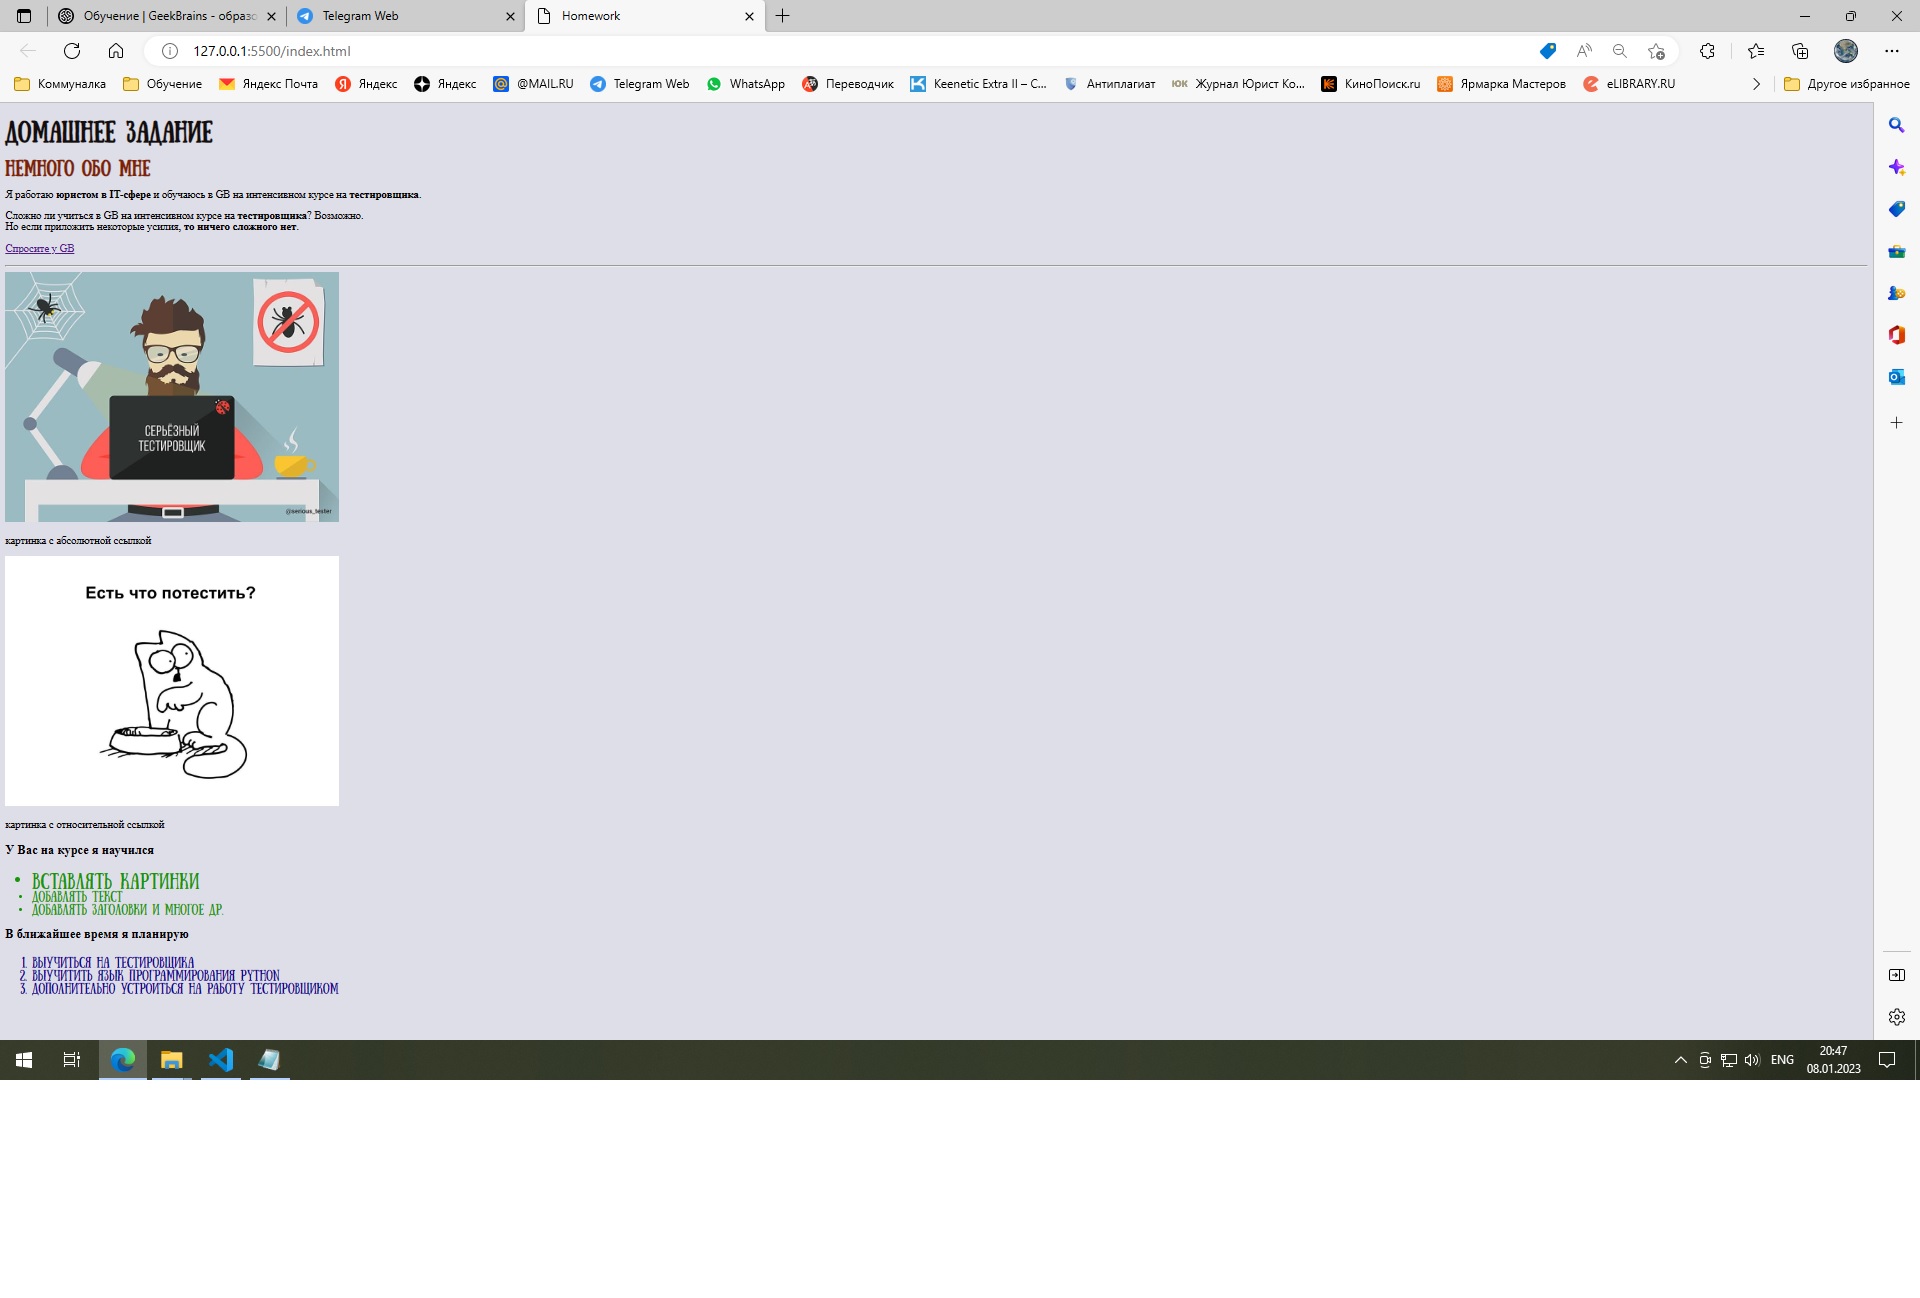 Обучение | GeekBrains - образо
Telegram Web
Homework
127.0.0.1:5500/index.html
Коммуналка
Обучение
Яндекс Почта
Яндекс
Яндекс
@MAIL.RU
Telegram Web
WhatsApp
Переводчик
Keenetic Extra II – C...
Антиплагиат
ЮК Журнал Юрист Ко...
КиноПоиск.ru
Ярмарка Мастеров
eLIBRARY.RU
Другое избранное
ДОМАШНЕЕ ЗАДАНИЕ
НЕМНОГО ОБО МНЕ
Я работаю юристом в IT-сфере и обучаюсь в GB на интенсивном курсе на тестировщика.
Сложно ли учиться в GB на интенсивном курсе на тестировщика? Возможно.
Но если приложить некоторые усилия, то ничего сложного нет.
Спросите у GB
СЕРЬЁЗНЫЙ
ТЕСТИРОВЩИК
@serious_tester
картинка с абсолютной ссылкой
Есть что потестить?
картинка с относительной ссылкой
У Вас на курсе я научился
• ВСТАВЛЯТЬ КАРТИНКИ
• ДОБАВЛЯТЬ ТЕКСТ
• ДОБАВЛЯТЬ ЗАГОЛОВКИ И МНОГОЕ ДР.
В ближайшее время я планирую
1. ВЫУЧИТЬСЯ НА ТЕСТИРОВЩИКА
2. ВЫУЧИТИТЬ ЯЗЫК ПРОГРАММИРОВАНИЯ PYTHON
3. ДОПОЛНИТЕЛЬНО УСТРОИТЬСЯ НА РАБОТУ ТЕСТИРОВЩИКОМ
ENG
20:47
08.01.2023